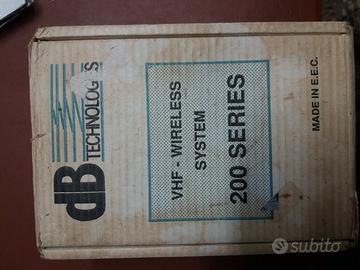 dB
TECHNOLOGIES
VHF - WIRELESS
SYSTEM
200 SERIES
MADE IN E.E.C.
subito